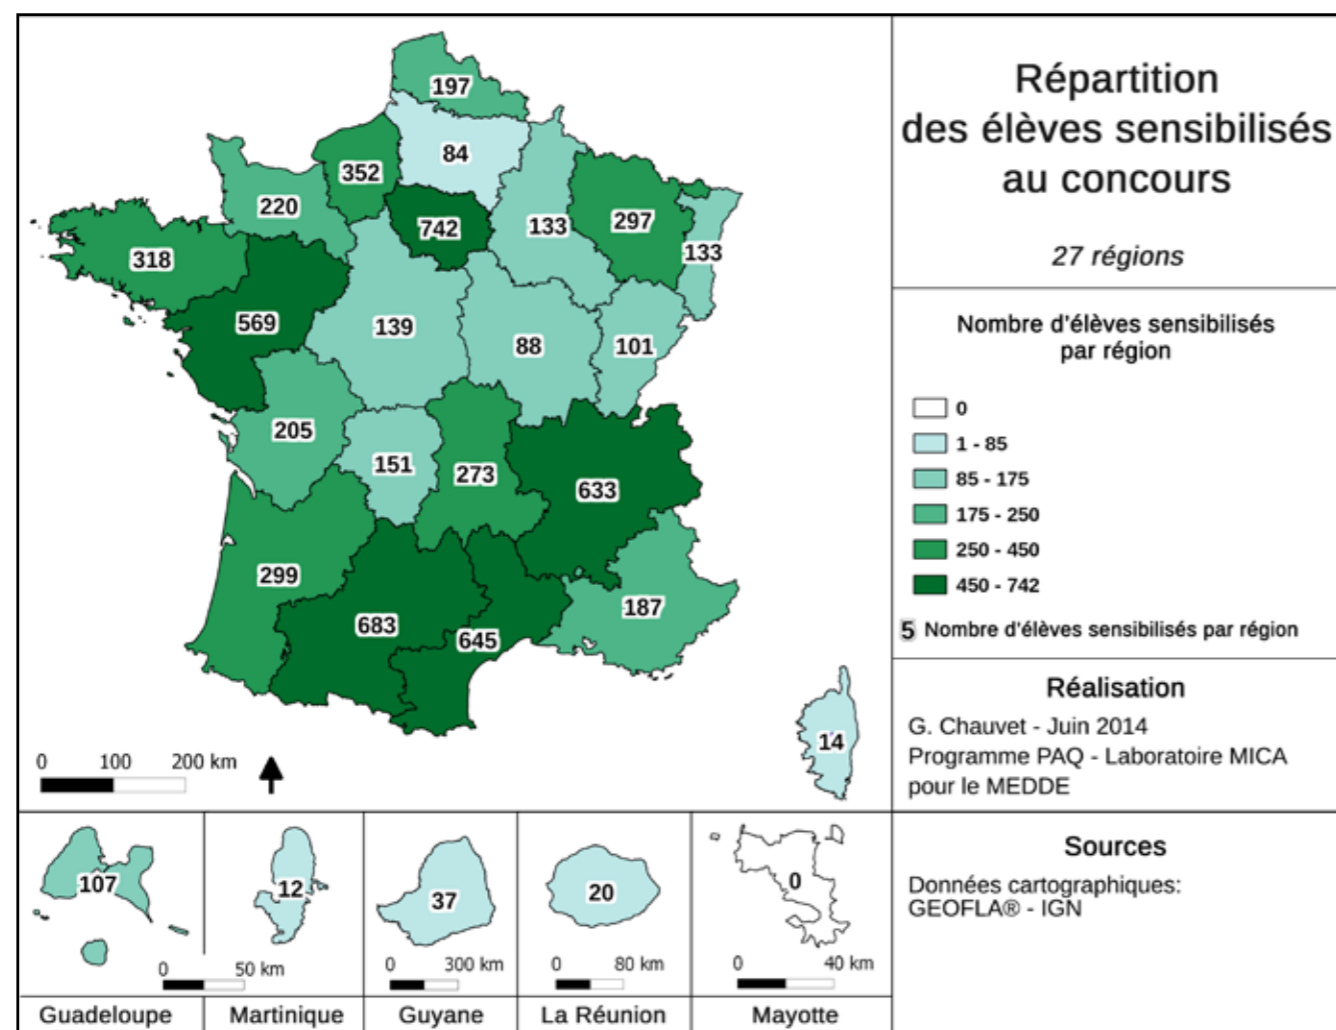 197
84
352
220
742
133
297
133
318
569
139
88
101
205
151
273
633
299
683
645
187
14
0 100 200 km
Répartition
des élèves sensibilisés
au concours
27 régions
Nombre d'élèves sensibilisés
par région
0
1 - 85
85 - 175
175 - 250
250 - 450
450 - 742
5 Nombre d'élèves sensibilisés par région
Réalisation
G. Chauvet - Juin 2014
Programme PAQ - Laboratoire MICA
pour le MEDDE
107
12
37
20
0
0 50 km
0 300 km
0 80 km
0 40 km
Guadeloupe
Martinique
Guyane
La Réunion
Mayotte
Sources
Données cartographiques:
GEOFLA® - IGN